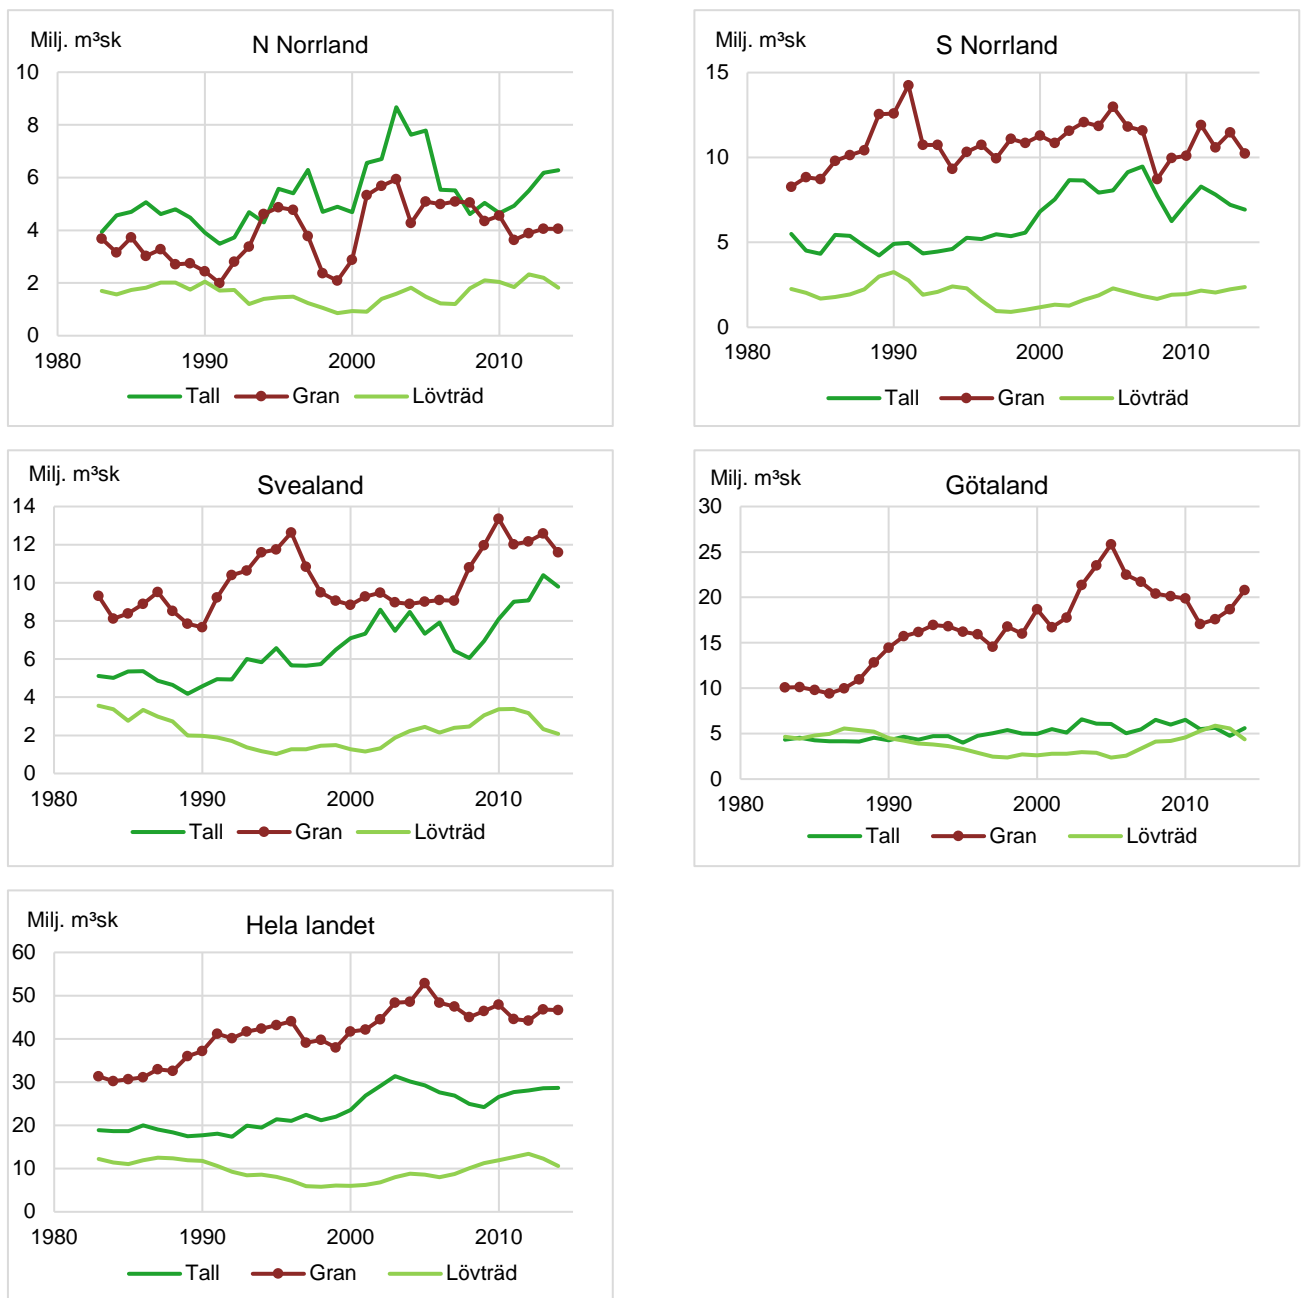 Milj. m³sk
N Norrland
10
8
6
4
2
0
1980 1990 2000 2010
Tall Gran Lövträd
Milj. m³sk
S Norrland
15
10
5
0
1980 1990 2000 2010
Tall Gran Lövträd
Milj. m³sk
Svealand
14
12
10
8
6
4
2
0
1980 1990 2000 2010
Tall Gran Lövträd
Milj. m³sk
Götaland
30
25
20
15
10
5
0
1980 1990 2000 2010
Tall Gran Lövträd
Milj. m³sk
Hela landet
60
50
40
30
20
10
0
1980 1990 2000 2010
Tall Gran Lövträd